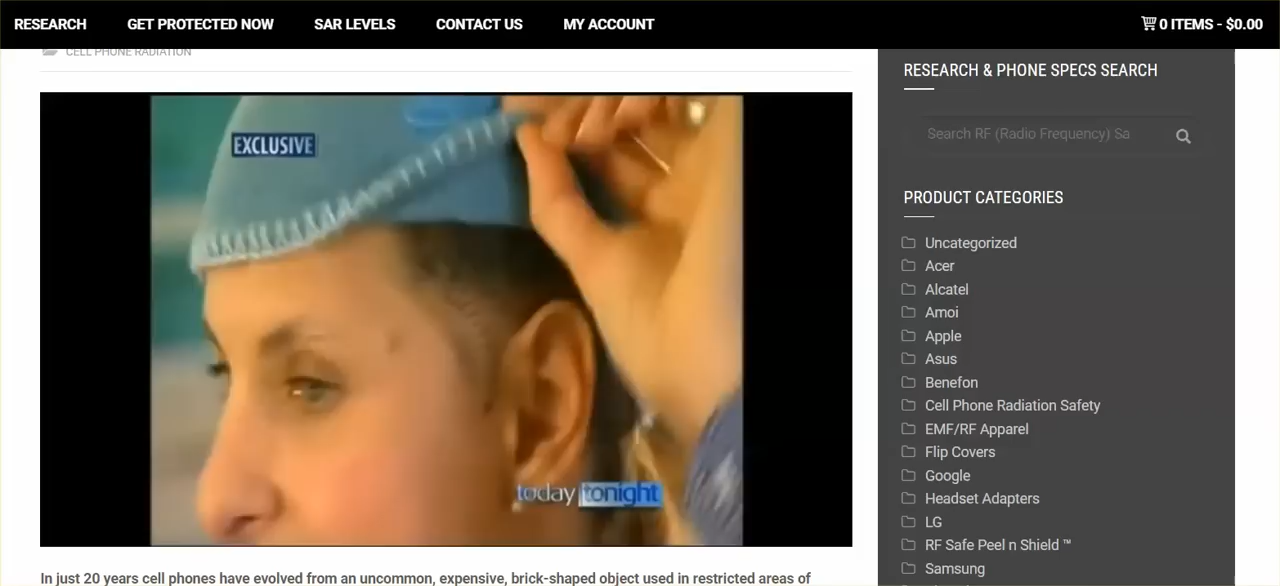 RESEARCH GET PROTECTED NOW SAR LEVELS CONTACT US MY ACCOUNT 0 ITEMS - $0.00
CELL PHONE RADIATION
EXCLUSIVE
today tonight
In just 20 years cell phones have evolved from an uncommon, expensive, brick-shaped object used in restricted areas of
RESEARCH & PHONE SPECS SEARCH
Search RF (Radio Frequency) Sa
PRODUCT CATEGORIES
Uncategorized
Acer
Alcatel
Amoi
Apple
Asus
Benefon
Cell Phone Radiation Safety
EMF/RF Apparel
Flip Covers
Google
Headset Adapters
LG
RF Safe Peel n Shield ™
Samsung